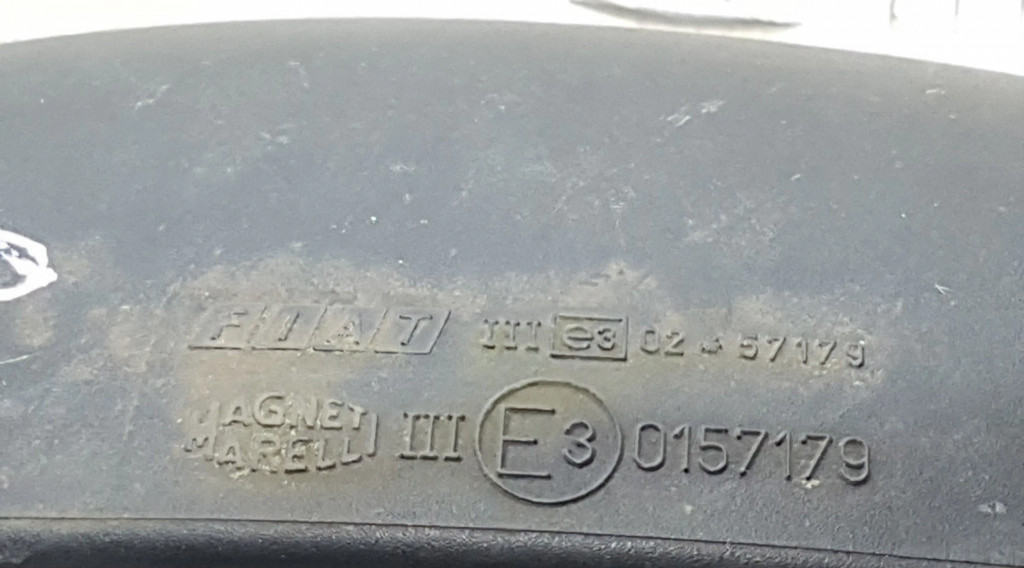 FIAT III e3 02 * 57179
MAGNETI MARELLI III E3 0157179